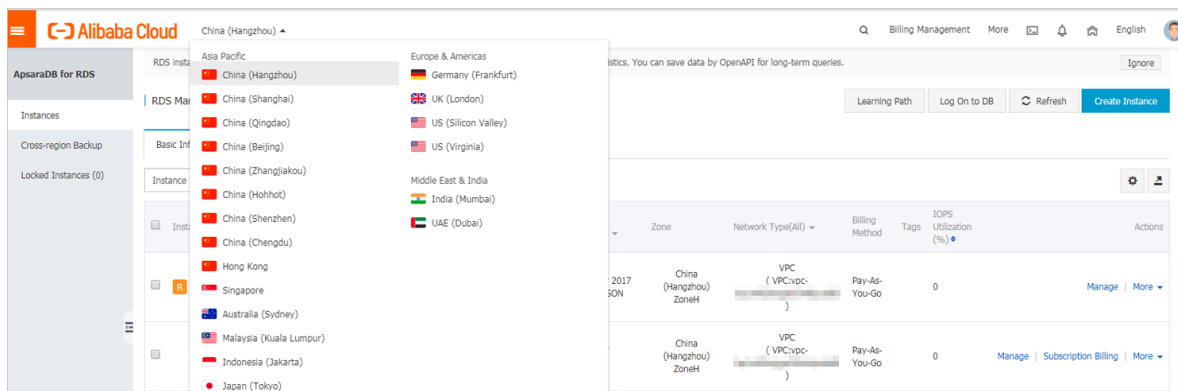 Alibaba Cloud
China (Hangzhou)
Billing Management
More
English
ApsaraDB for RDS
Instances
Cross-region Backup
Locked Instances (0)
RDS insta
istics. You can save data by OpenAPI for long-term queries.
Ignore
RDS Ma
Learning Path
Log On to DB
Refresh
Create Instance
Basic Inf
Instance
Asia Pacific
China (Hangzhou)
China (Shanghai)
China (Qingdao)
China (Beijing)
China (Zhangjiakou)
China (Hohhot)
China (Shenzhen)
China (Chengdu)
Hong Kong
Singapore
Australia (Sydney)
Malaysia (Kuala Lumpur)
Indonesia (Jakarta)
Japan (Tokyo)
Europe & Americas
Germany (Frankfurt)
UK (London)
US (Silicon Valley)
US (Virginia)
Middle East & India
India (Mumbai)
UAE (Dubai)
Insta
Zone
Network Type(All)
Billing
Method
Tags
IOPS
Utilization
(%)
Actions
R
2017
SON
China
(Hangzhou)
ZoneH
VPC
( VPC:vpc-
)
Pay-As-
You-Go
0
Manage | More
China
(Hangzhou)
ZoneH
VPC
( VPC:vpc-
)
Pay-As-
You-Go
0
Manage | Subscription Billing | More